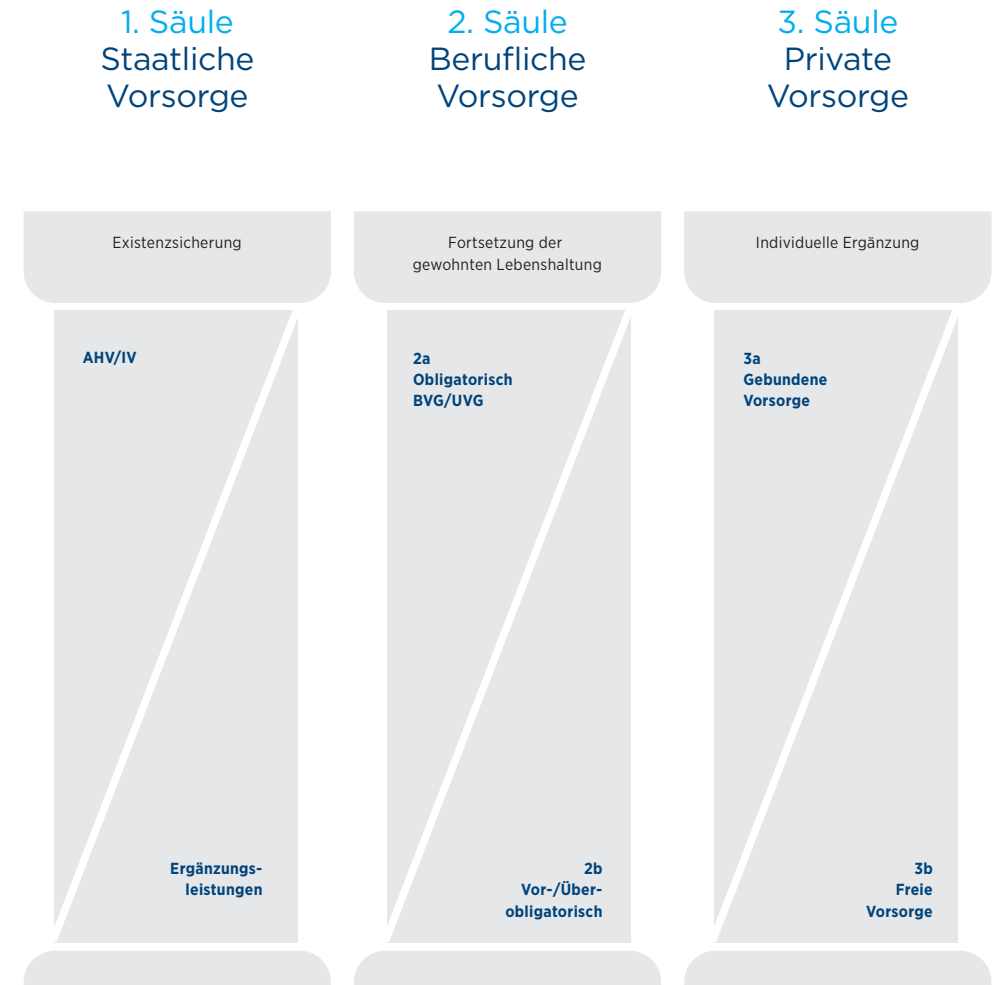 1. Säule
Staatliche
Vorsorge
2. Säule
Berufliche
Vorsorge
3. Säule
Private
Vorsorge
Existenzsicherung
Fortsetzung der
gewohnten Lebenshaltung
Individuelle Ergänzung
AHV/IV
2a
Obligatorisch
BVG/UVG
3a
Gebundene
Vorsorge
Ergänzungs-
leistungen
2b
Vor-/Über-
obligatorisch
3b
Freie
Vorsorge